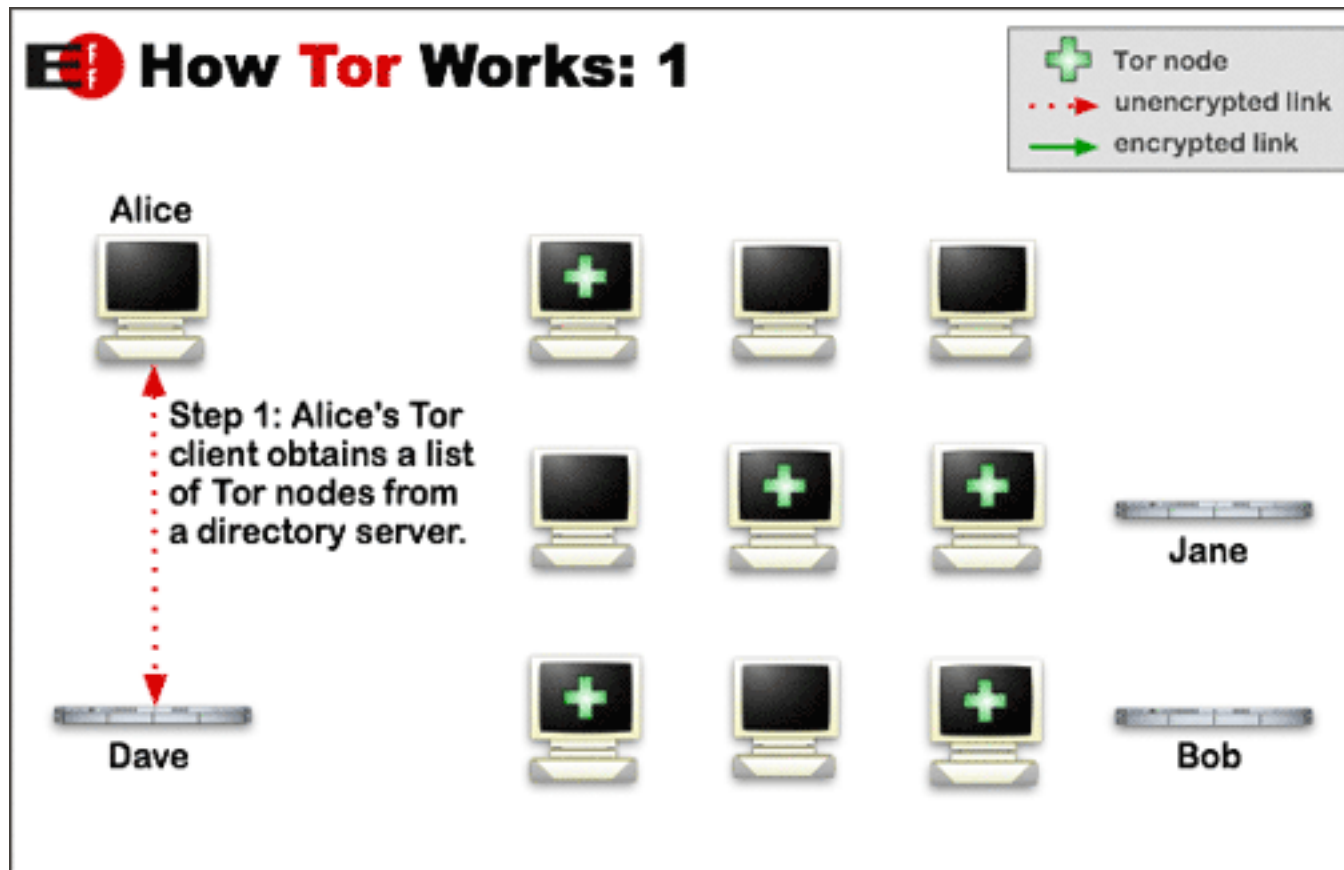 EFF How Tor Works: 1
Tor node
unencrypted link
encrypted link
Alice
Step 1: Alice's Tor
client obtains a list
of Tor nodes from
a directory server.
Jane
Dave
Bob